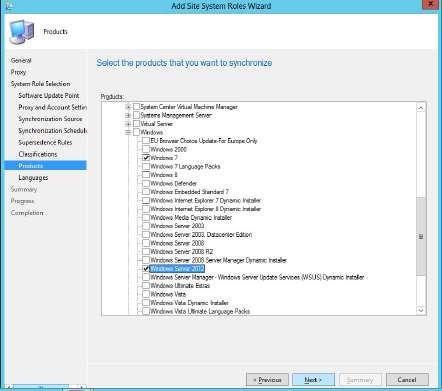 Add Site System Roles Wizard
Products
General
Proxy
System Role Selection
Software Update Point
Proxy and Account Settin
Synchronization Source
Synchronization Schedul
Supersedence Rules
Classifications
Products
Languages
Summary
Progress
Completion
Select the products that you want to synchronize
Products:
System Center Virtual Machine Manager
Systems Management Server
Virtual Server
Windows
EU Browser Choice Update-For Europe Only
Windows 2000
Windows 7
Windows 7 Language Packs
Windows 8
Windows Defender
Windows Embedded Standard 7
Windows Internet Explorer 7 Dynamic Installer
Windows Internet Explorer 8 Dynamic Installer
Windows Media Dynamic Installer
Windows Server 2003
Windows Server 2003, Datacenter Edition
Windows Server 2008
Windows Server 2008 R2
Windows Server 2008 Server Manager Dynamic Installer
Windows Server 2012
Windows Server Manager - Windows Server Update Services (WSUS) Dynamic Installer
Windows Ultimate Extras
Windows Vista
Windows Vista Dynamic Installer
Windows Vista Ultimate Language Packs
< Previous
Next >
Summary
Cancel